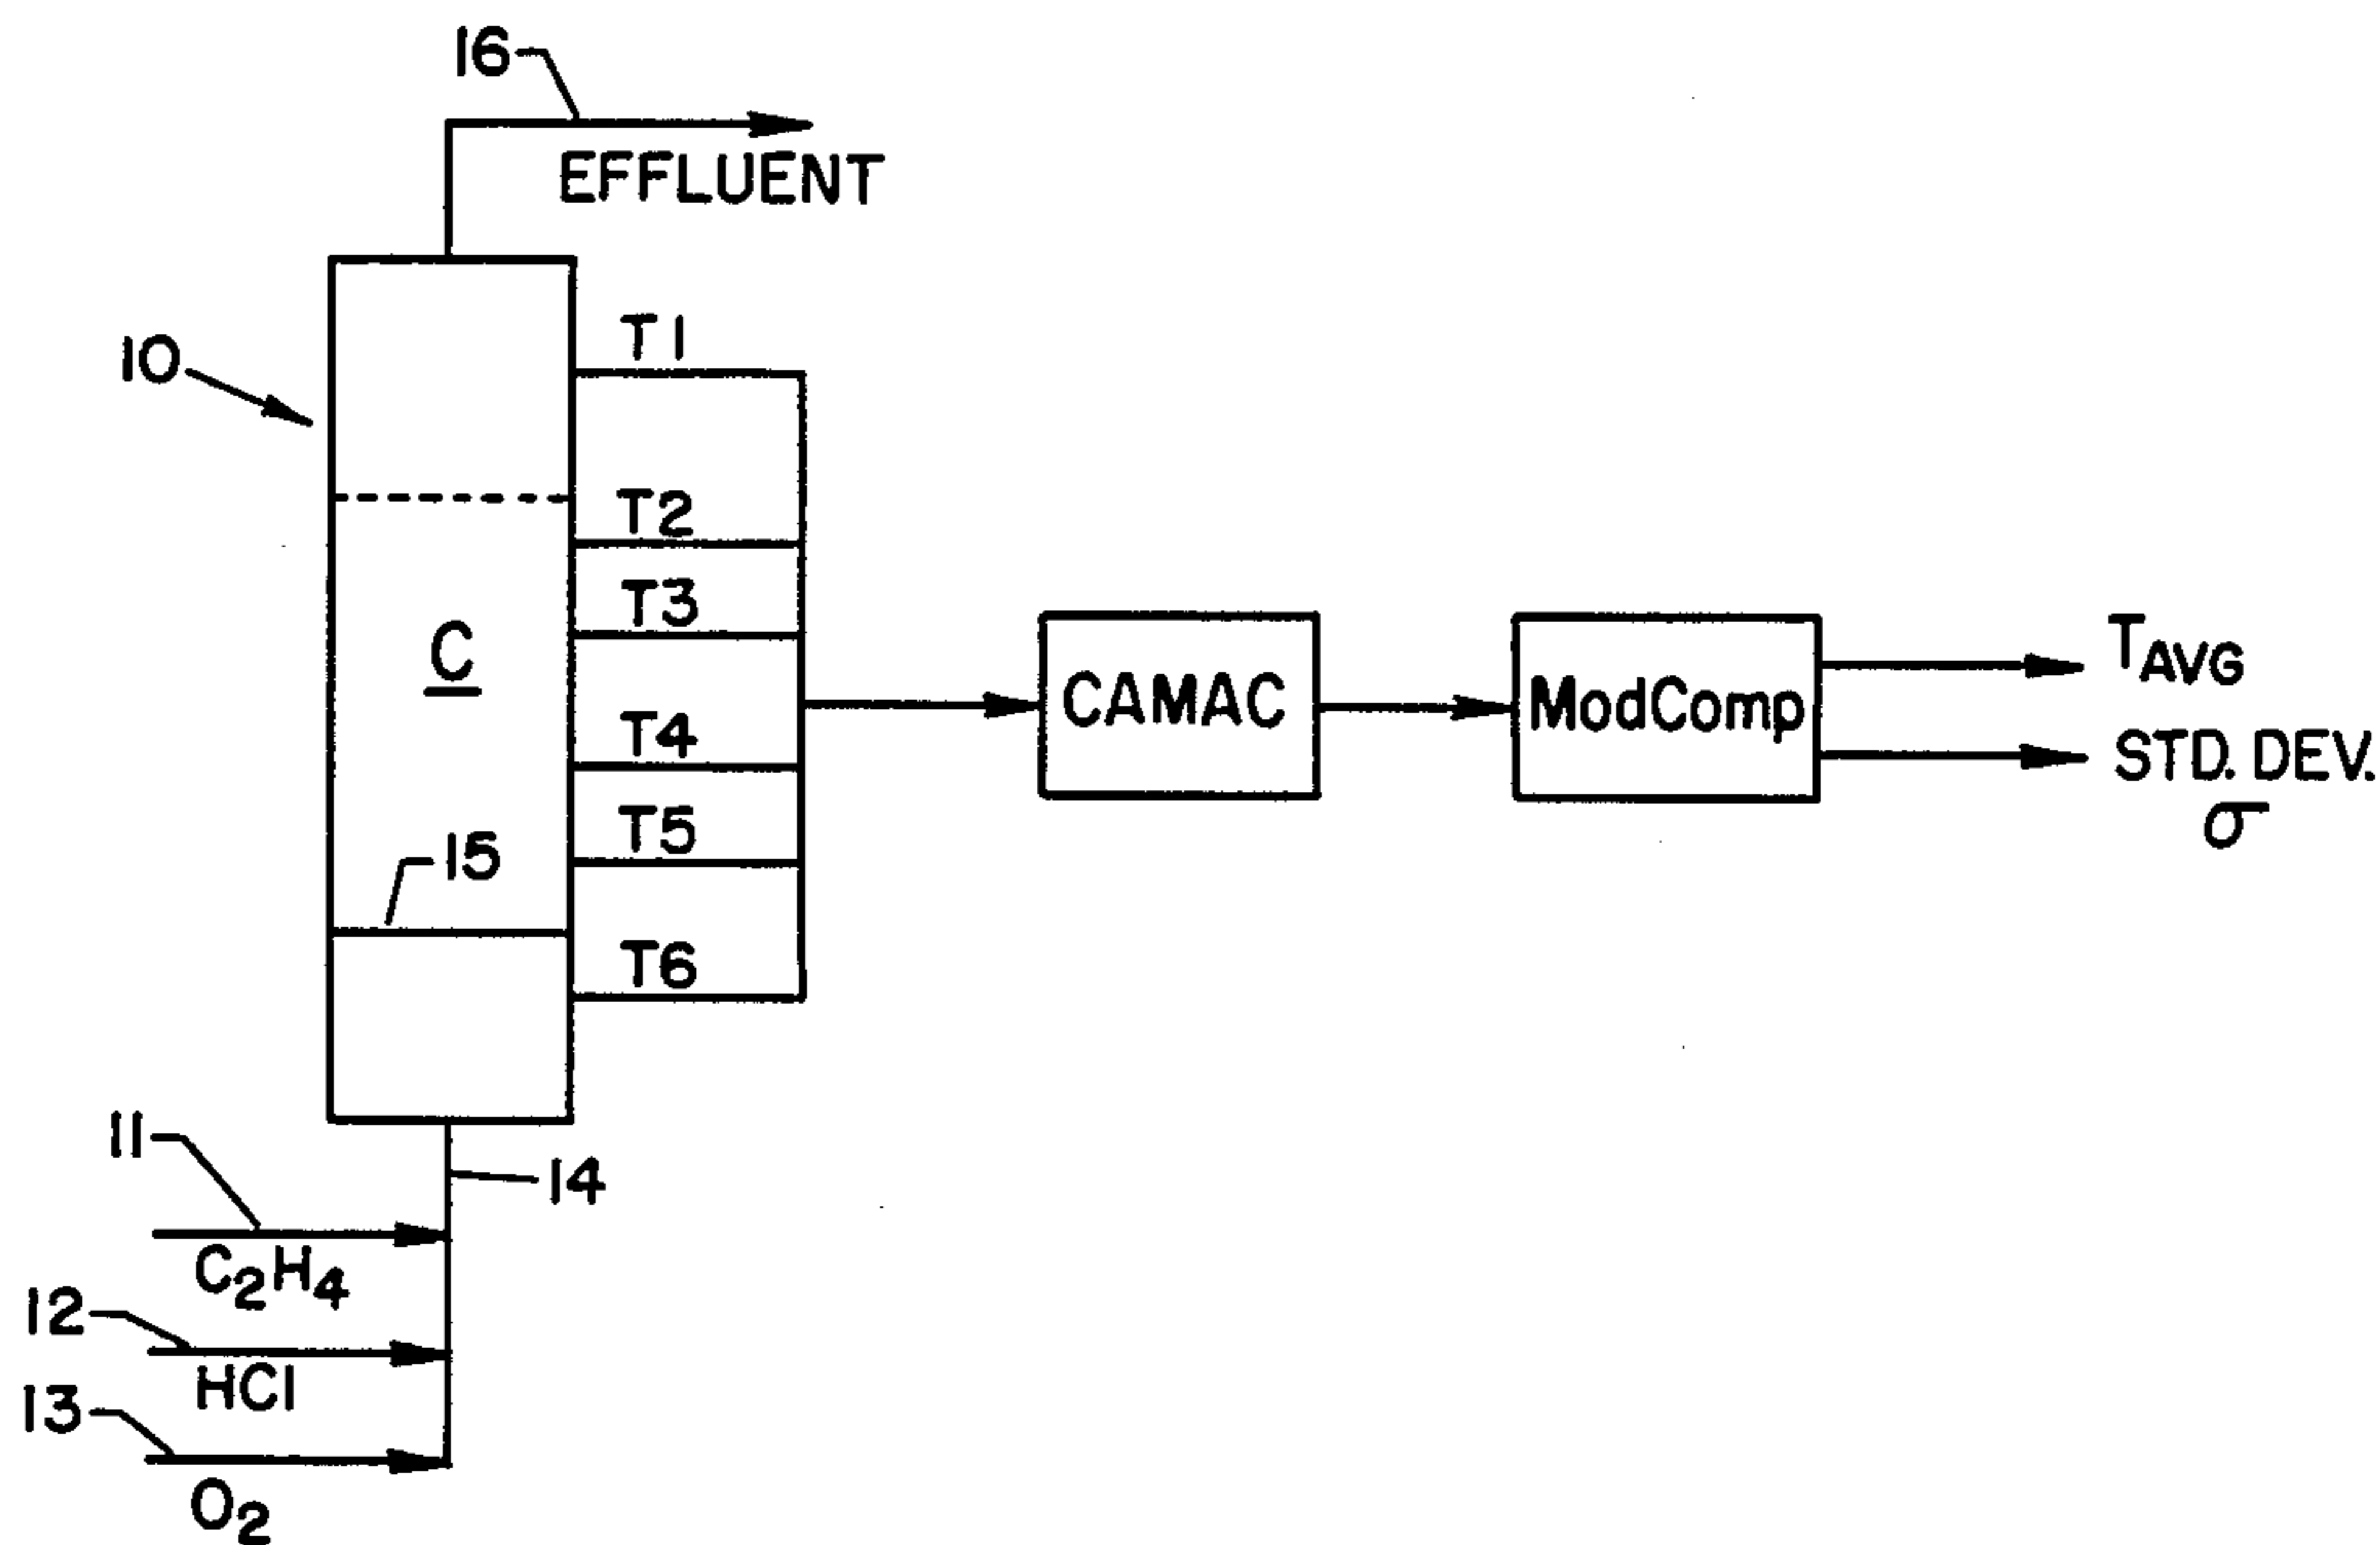 16
EFFLUENT
10
T1
T2
T3
C
T4
T5
15
T6
CAMAC
ModComp
TAVG
STD. DEV.
σ
11
14
C2H4
12
HCl
13
O2